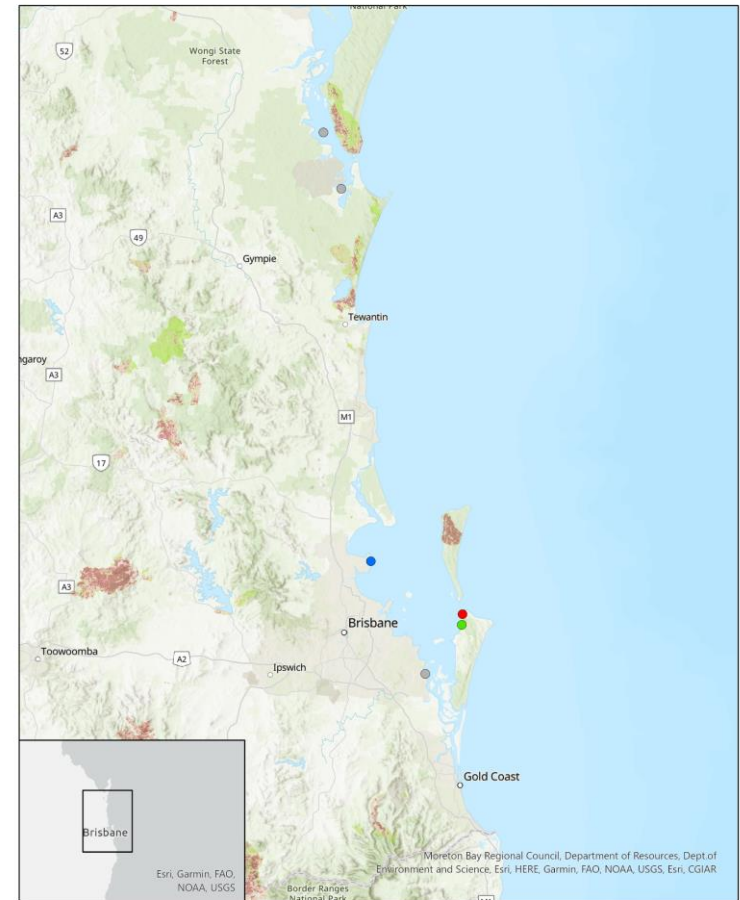 National Park
52
Wongi State
Forest
A3
49
Gympie
Tewantin
ngaroy
A3
M1
17
A3
Brisbane
Toowoomba
A2
Ipswich
Gold Coast
Brisbane
Moreton Bay Regional Council, Department of Resources, Dept.of
Environment and Science, Esri, HERE, Garmin, FAO, NOAA, USGS, Esri, CGIAR
Esri, Garmin, FAO,
NOAA, USGS
Border Ranges
National Park